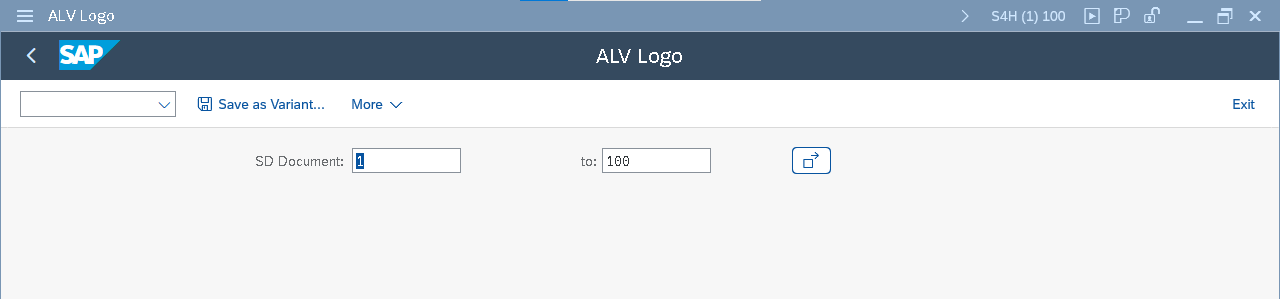 ALV Logo
S4H (1) 100
SAP
ALV Logo
Save as Variant...
More
Exit
SD Document: 1 to: 100